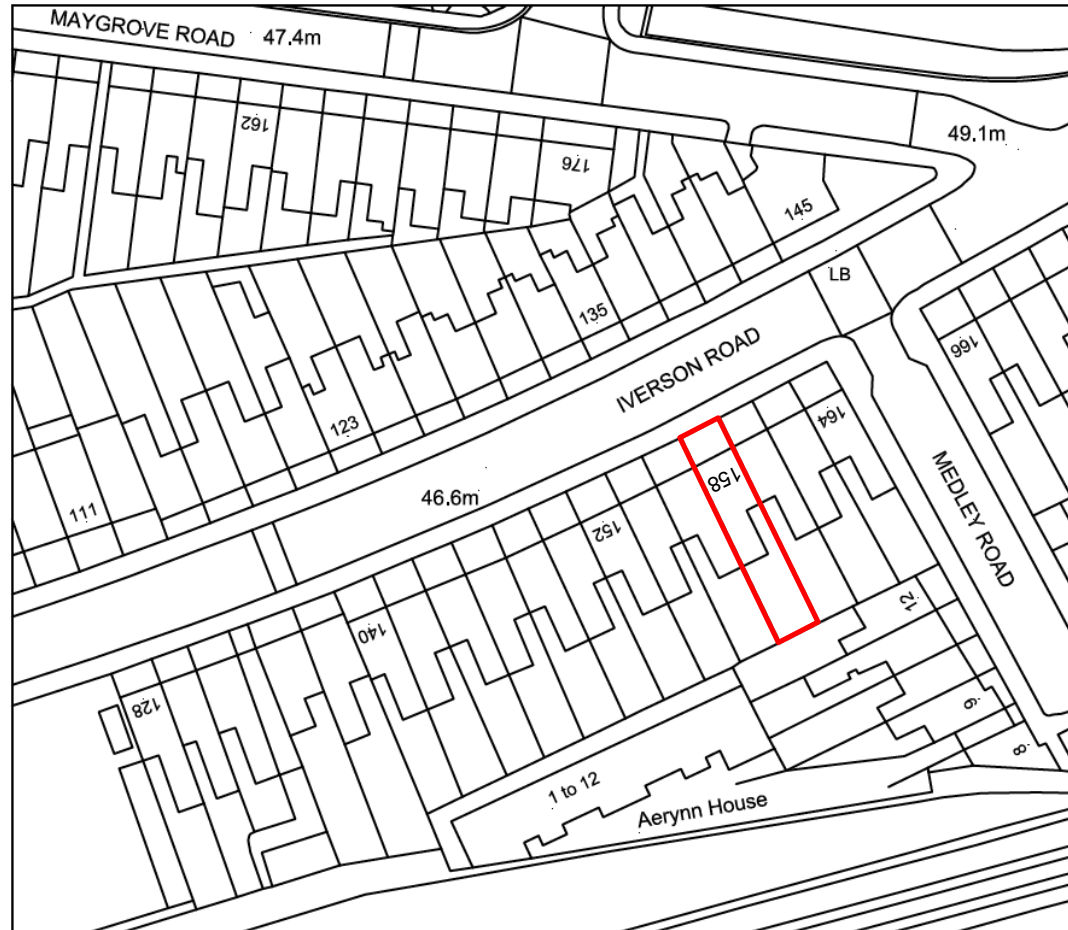 MAYGROVE ROAD
47.4m
49.1m
162
176
145
LB
135
166
IVERSON ROAD
123
164
158
MEDLEY ROAD
111
46.6m
152
12
140
128
9
8
1 to 12
Aerynn House